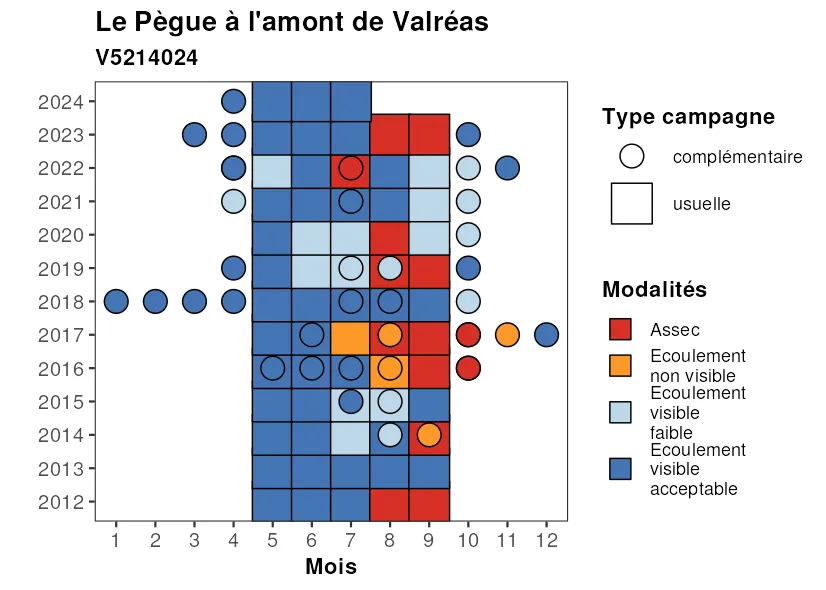 Le Pègue à l'amont de Valréas
V5214024
2024
2023
2022
2021
2020
2019
2018
2017
2016
2015
2014
2013
2012
1 2 3 4 5 6 7 8 9 10 11 12
Mois
Type campagne
complémentaire
usuelle
Modalités
Assec
Ecoulement
non visible
Ecoulement
visible
faible
Ecoulement
visible
acceptable